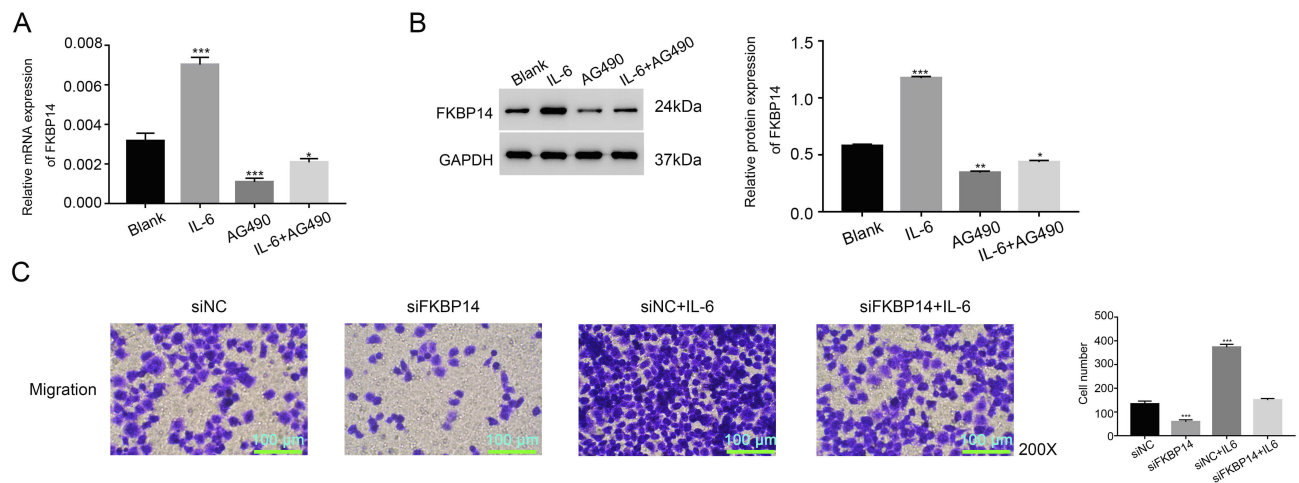 A
Relative mRNA expression
of FKBP14
0.008
0.006
0.004
0.002
0.000
***
***
*
Blank
IL-6
AG490
IL-6+AG490
B
Blank
IL-6
AG490
IL-6+AG490
FKBP14
24kDa
GAPDH
37kDa
Relative protein expression
of FKBP14
1.5
1.0
0.5
0.0
***
**
*
Blank
IL-6
AG490
IL-6+AG490
C
siNC
siFKBP14
siNC+IL-6
siFKBP14+IL-6
Migration
100 μm
100 μm
100 μm
100 μm
200X
Cell number
500
400
300
200
100
0
***
***
siNC
siFKBP14
siNC+IL6
siFKBP14+IL6